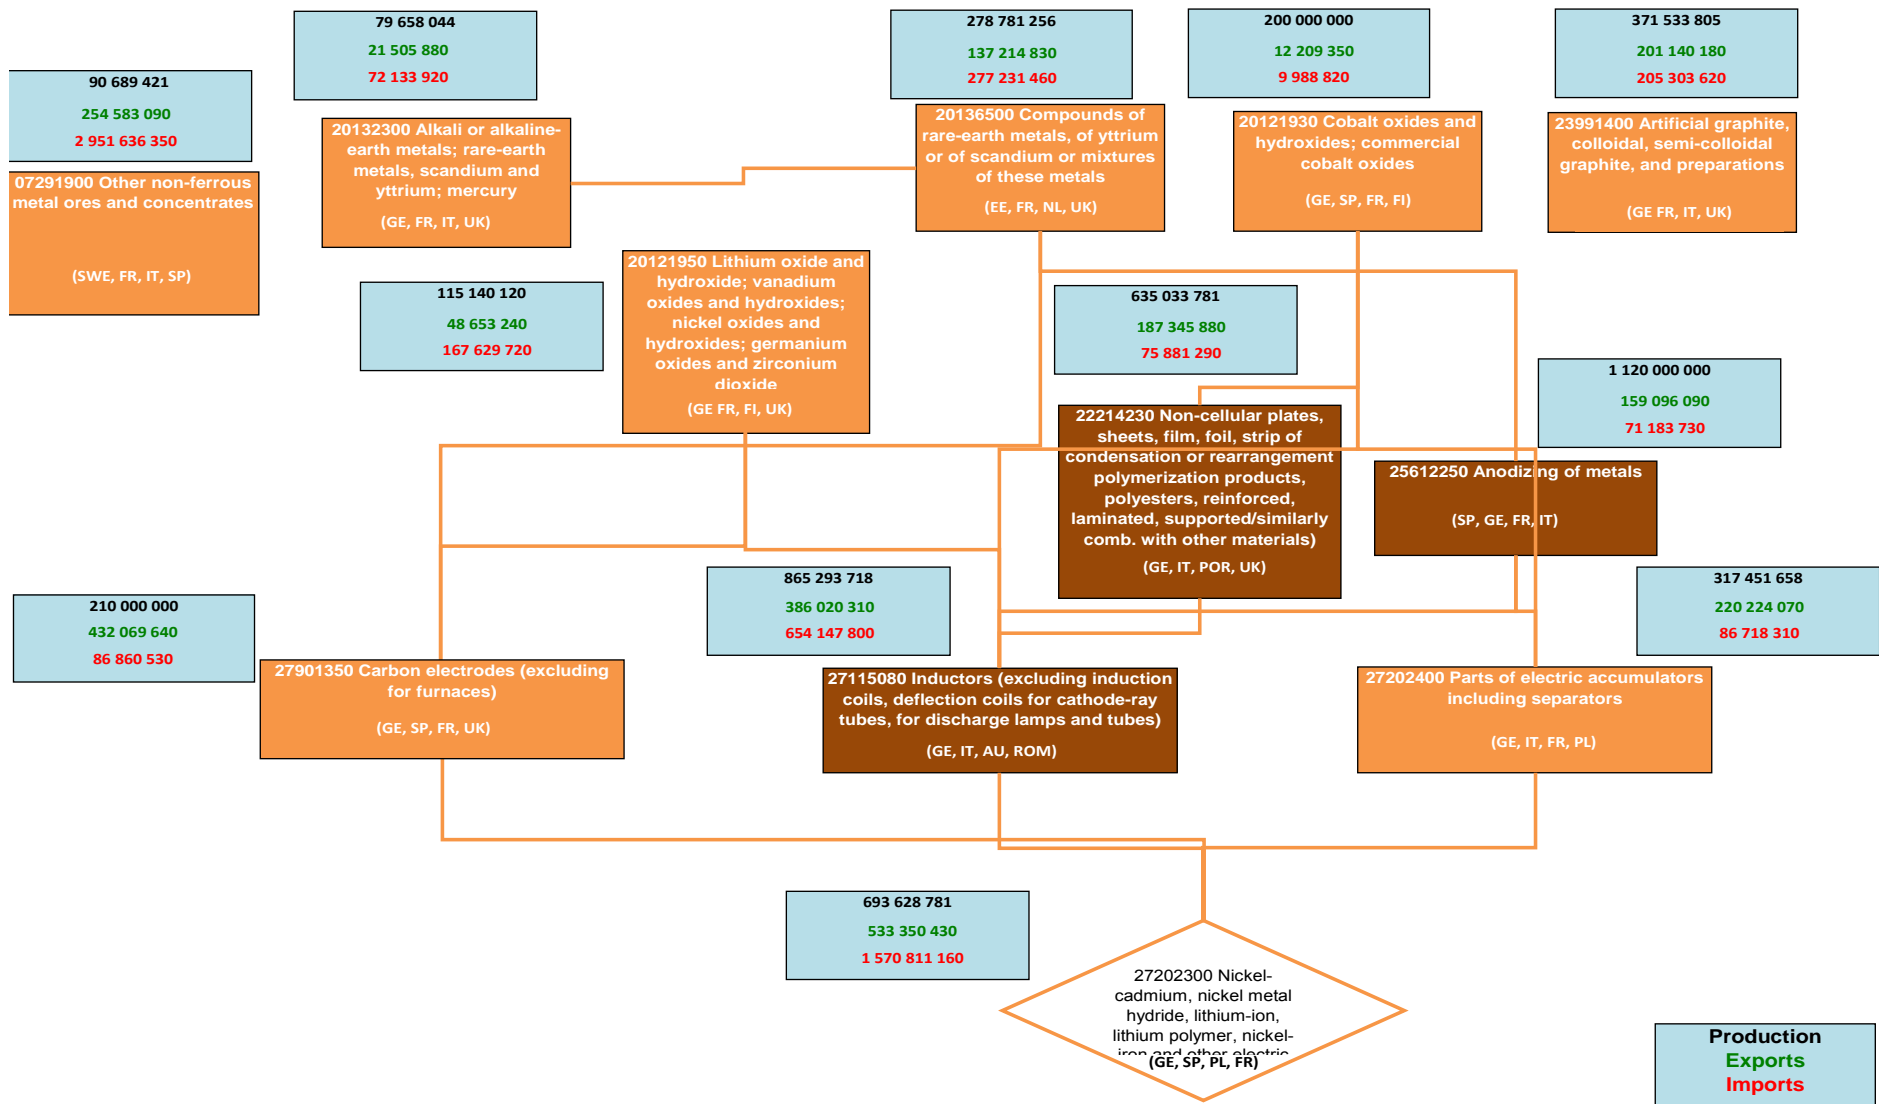 79 658 044
21 505 880
72 133 920
278 781 256
137 214 830
277 231 460
200 000 000
12 209 350
9 988 820
371 533 805
201 140 180
205 303 620
90 689 421
254 583 090
2 951 636 350
20132300 Alkali or alkaline-
earth metals; rare-earth
metals, scandium and
yttrium; mercury
(GE, FR, IT, UK)
20136500 Compounds of
rare-earth metals, of yttrium
or of scandium or mixtures
of these metals
(EE, FR, NL, UK)
20121930 Cobalt oxides and
hydroxides; commercial
cobalt oxides
(GE, SP, FR, FI)
23991400 Artificial graphite,
colloidal, semi-colloidal
graphite, and preparations
(GE FR, IT, UK)
07291900 Other non-ferrous
metal ores and concentrates
(SWE, FR, IT, SP)
20121950 Lithium oxide and
hydroxide; vanadium
oxides and hydroxides;
nickel oxides and
hydroxides; germanium
oxides and zirconium
dioxide
(GE FR, FI, UK)
115 140 120
48 653 240
167 629 720
635 033 781
187 345 880
75 881 290
1 120 000 000
159 096 090
71 183 730
22214230 Non-cellular plates,
sheets, film, foil, strip of
condensation or rearrangement
polymerization products,
polyesters, reinforced,
laminated, supported/similarly
comb. with other materials)
(GE, IT, POR, UK)
25612250 Anodizing of metals
(SP, GE, FR, IT)
210 000 000
432 069 640
86 860 530
865 293 718
386 020 310
654 147 800
317 451 658
220 224 070
86 718 310
27901350 Carbon electrodes (excluding
for furnaces)
(GE, SP, FR, UK)
27115080 Inductors (excluding induction
coils, deflection coils for cathode-ray
tubes, for discharge lamps and tubes)
(GE, IT, AU, ROM)
27202400 Parts of electric accumulators
including separators
(GE, IT, FR, PL)
693 628 781
533 350 430
1 570 811 160
27202300 Nickel-
cadmium, nickel metal
hydride, lithium-ion,
lithium polymer, nickel-
iron and other electric
(GE, SP, PL, FR)
Production
Exports
Imports